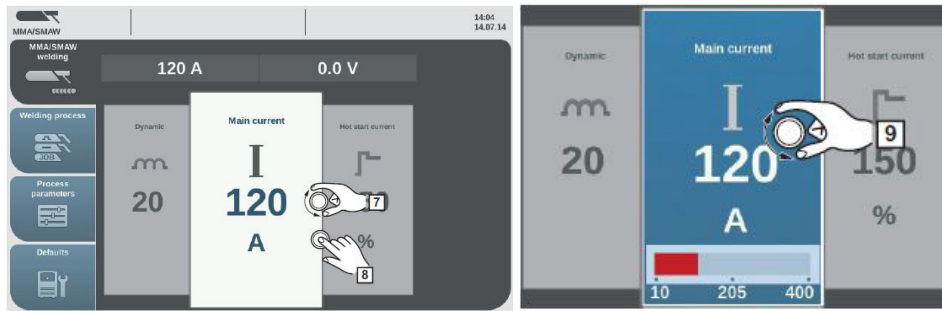 14:04
14.07.14
MMA/SMAW
MMA/SMAW
welding
120 A
0.0 V
Welding process
JOB
Process
parameters
Defaults
Dynamic
20
Main current
I
120
A
7
8
Hot start current
%
Dynamic
20
Main current
I
120
A
10 205 400
9
Hot start current
150
%